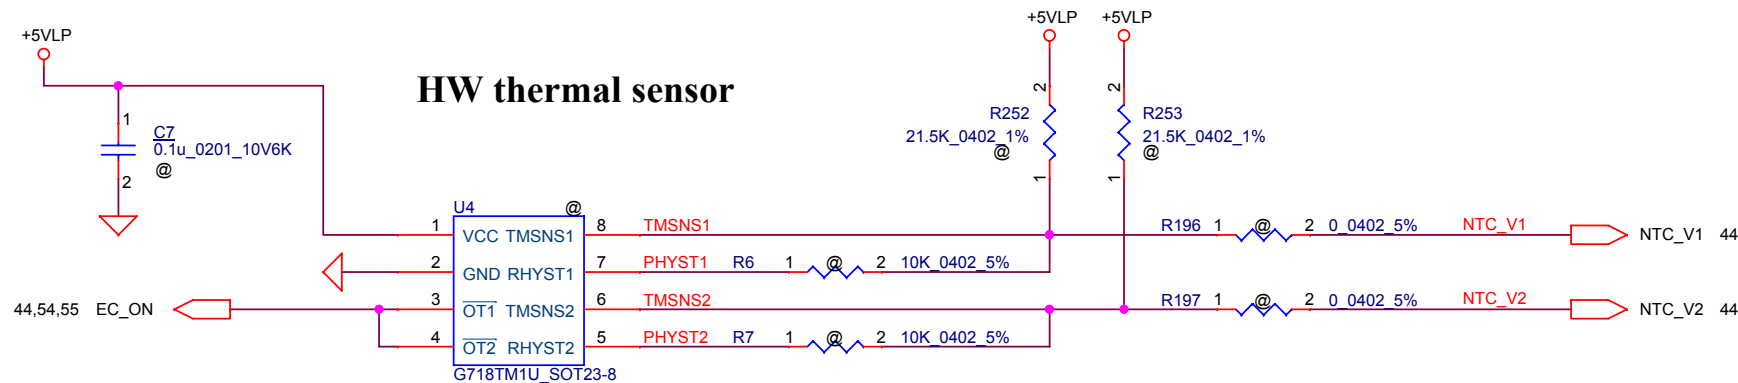 +5VLP
+5VLP +5VLP
HW thermal sensor
1
C7
0.1u_0201_10V6K
@
2
2
R252
21.5K_0402_1%
@
1
2
R253
21.5K_0402_1%
@
1
U4 @
1 VCC TMSNS1 8 TMSNS1 R196 1 @ 2 0_0402_5% NTC_V1 NTC_V1 44
2 GND RHYST1 7 PHYST1 R6 1 @ 2 10K_0402_5%
44,54,55 EC_ON 3 OT1 TMSNS2 6 TMSNS2 R197 1 @ 2 0_0402_5% NTC_V2 NTC_V2 44
4 OT2 RHYST2 5 PHYST2 R7 1 @ 2 10K_0402_5%
G718TM1U_SOT23-8